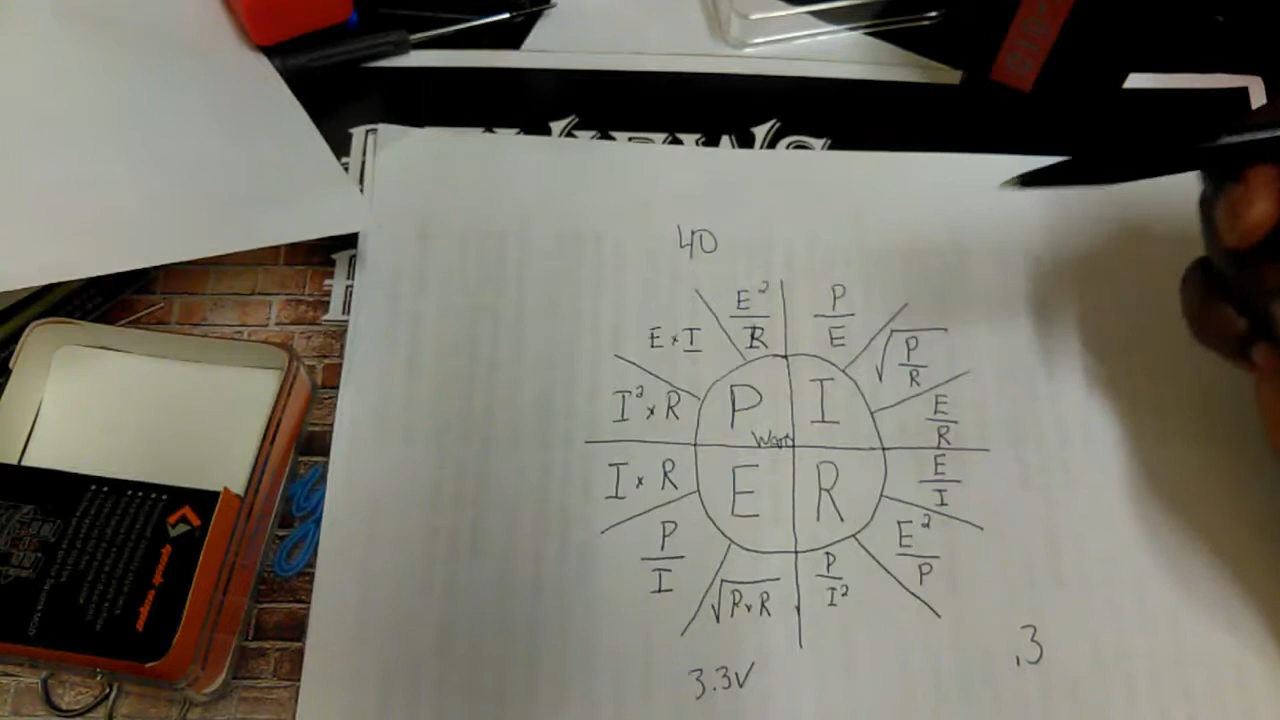 40
E²/R
P/E
E × I
√P/R
I² × R
P
I
E/R
Watt
I × R
E
R
E/I
P/I
E²/P
√P×R
P/I²
.3
3.3V